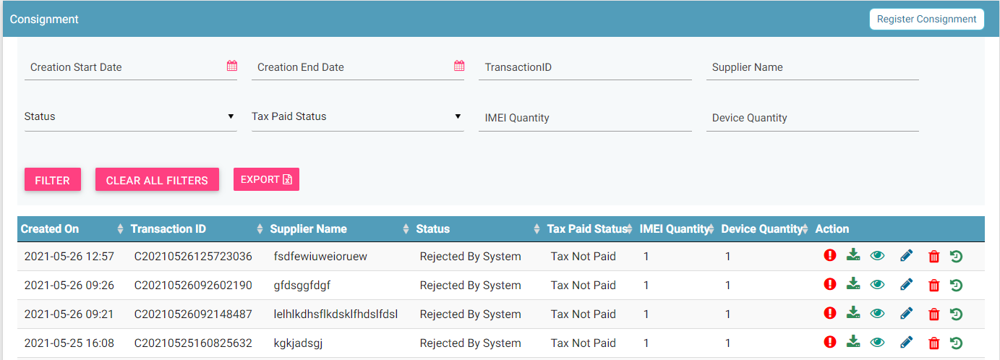 Consignment Register Consignment
Creation Start Date Creation End Date TransactionID Supplier Name
Status Tax Paid Status IMEI Quantity Device Quantity
FILTER CLEAR ALL FILTERS EXPORT
Created On Transaction ID Supplier Name Status Tax Paid Status IMEI Quantity Device Quantity Action
2021-05-26 12:57 C20210526125723036 fsdfewiuweioruew Rejected By System Tax Not Paid 1 1
2021-05-26 09:26 C20210526092602190 gfdsggfdgf Rejected By System Tax Not Paid 1 1
2021-05-26 09:21 C20210526092148487 lelhlkdhsflkdsklfhdslfdsl Rejected By System Tax Not Paid 1 1
2021-05-25 16:08 C20210525160825632 kgkjadsgj Rejected By System Tax Not Paid 1 1